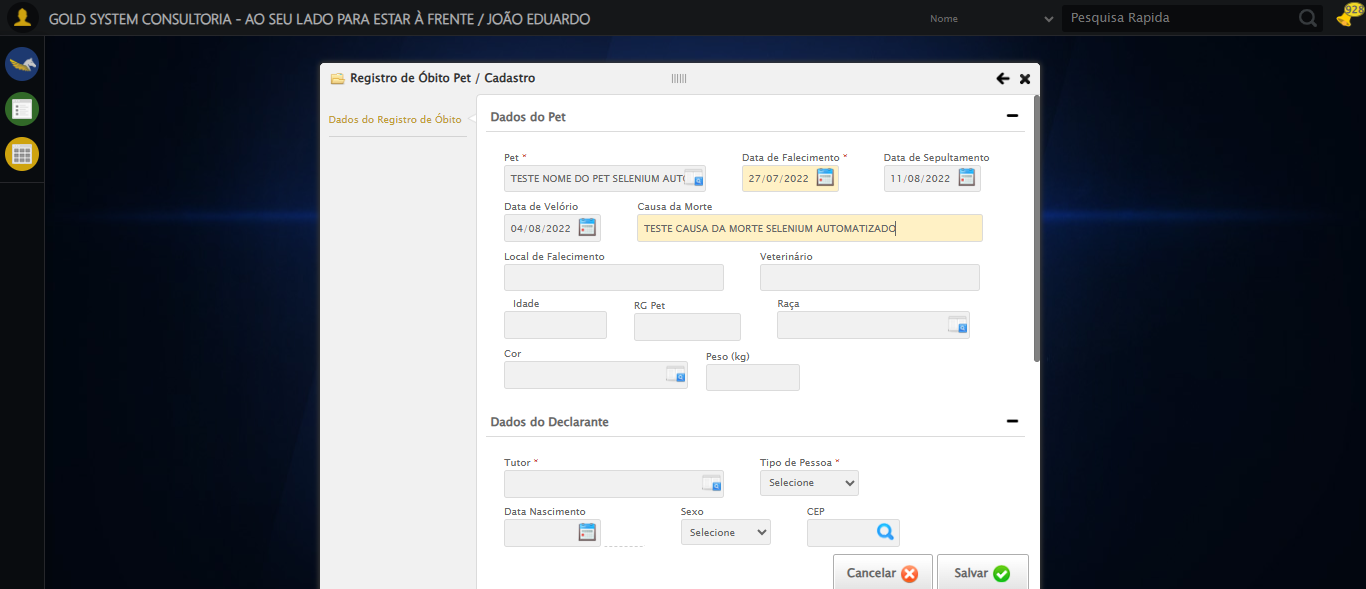 GOLD SYSTEM CONSULTORIA - AO SEU LADO PARA ESTAR À FRENTE / JOÃO EDUARDO
Nome
Pesquisa Rapida
928
Registro de Óbito Pet / Cadastro
Dados do Registro de Óbito
Dados do Pet
Pet * Data de Falecimento * Data de Sepultamento
TESTE NOME DO PET SELENIUM 27/07/2022 11/08/2022
Data de Velório Causa da Morte
04/08/2022 TESTE CAUSA DA MORTE SELENIUM AUTOMATIZADO
Local de Falecimento Veterinário
Idade RG Pet Raça
Cor Peso (kg)
Dados do Declarante
Tutor * Tipo de Pessoa *
Selecione
Data Nascimento Sexo CEP
Selecione
Cancelar Salvar